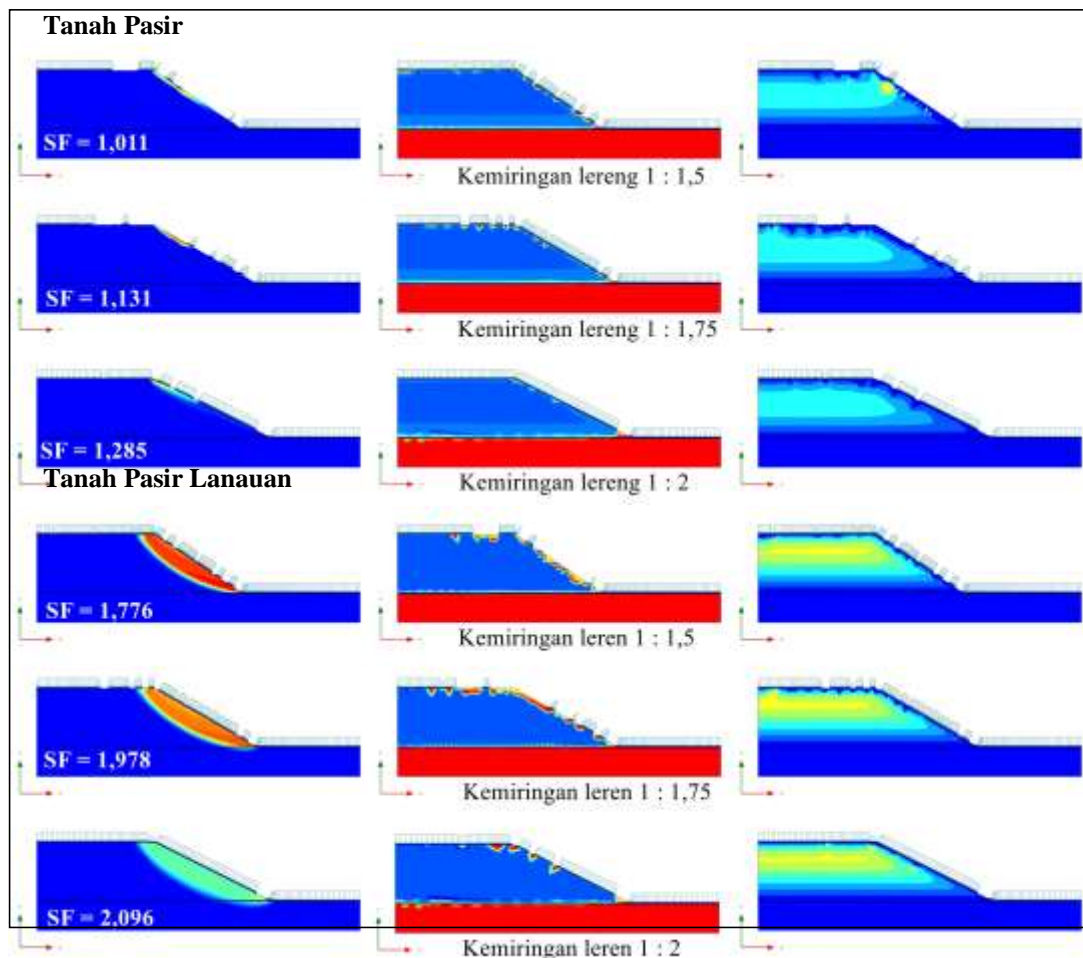 Tanah Pasir
SF = 1,011
Kemiringan lereng 1 : 1,5
SF = 1,131
Kemiringan lereng 1 : 1,75
SF = 1,285
Kemiringan lereng 1 : 2
Tanah Pasir Lanauan
SF = 1,776
Kemiringan leren 1 : 1,5
SF = 1,978
Kemiringan leren 1 : 1,75
SF = 2,096
Kemiringan leren 1 : 2